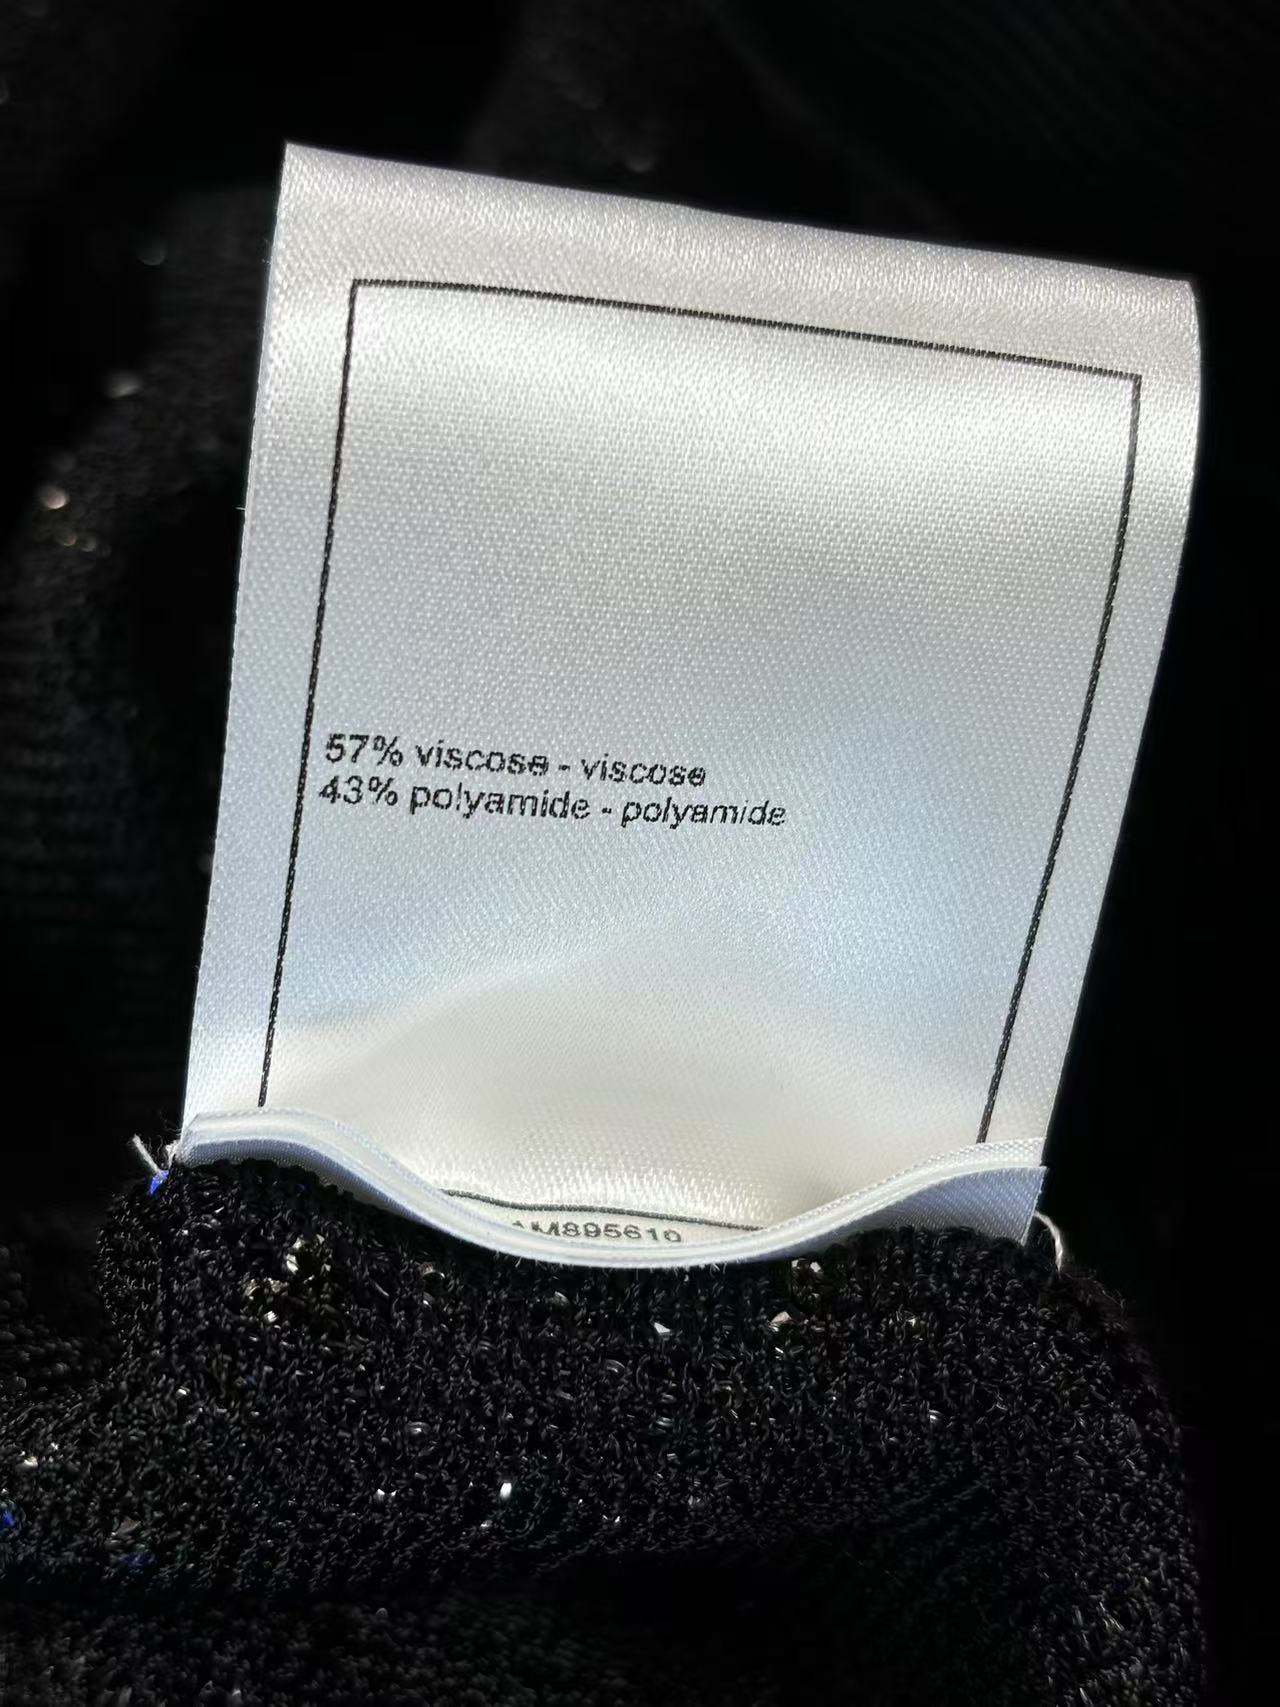 57% viscose - viscose
43% polyamide - polyamide
AM895610